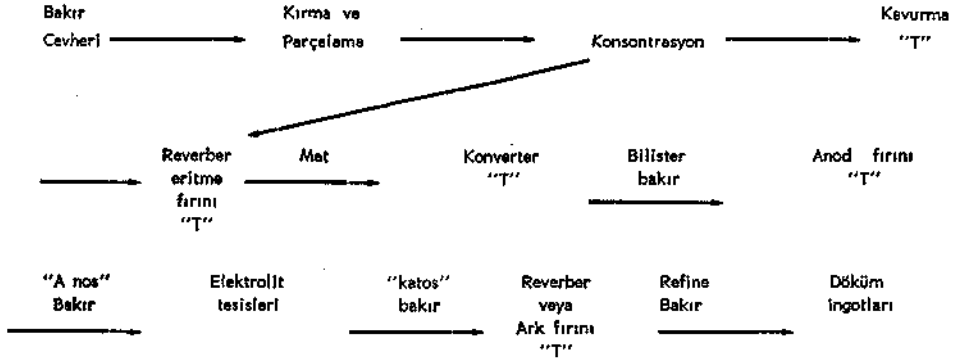 Bakır Kırma ve Kavurma
Cevheri Parçalama Konsontrasyon "T"
Reverber Mat Konverter Bilister Anod fırını
eritme "T" bakır "T"
fırını
"T"
"A nos" Elektrolit "katos" Reverber Refine Döküm
Bakır tesisleri bakır veya Bakır ingotları
Ark fırını
"T"